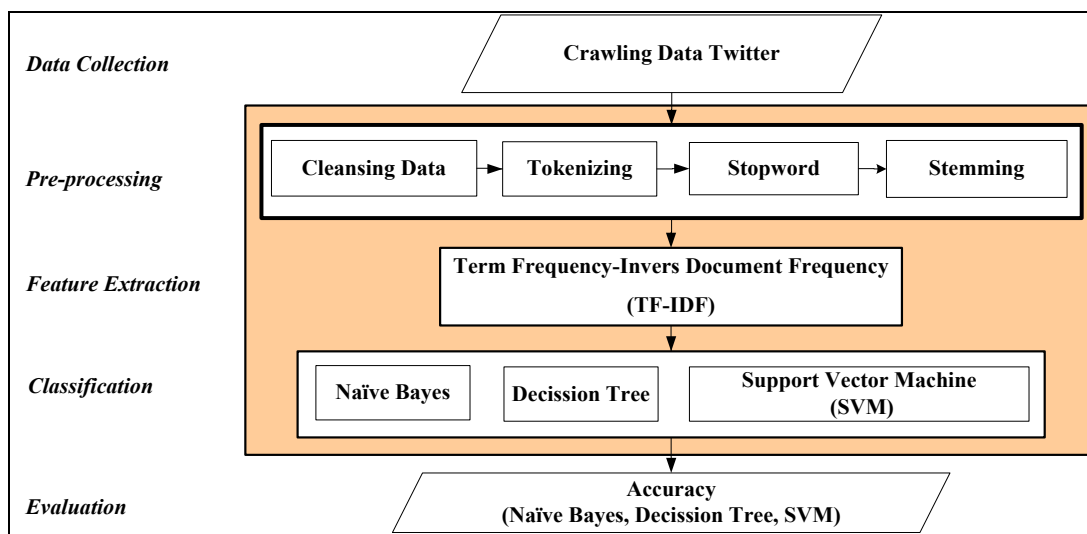 Data Collection
Crawling Data Twitter
Pre-processing
Cleansing Data
Tokenizing
Stopword
Stemming
Feature Extraction
Term Frequency-Invers Document Frequency
(TF-IDF)
Classification
Naïve Bayes
Decission Tree
Support Vector Machine
(SVM)
Evaluation
Accuracy
(Naïve Bayes, Decission Tree, SVM)